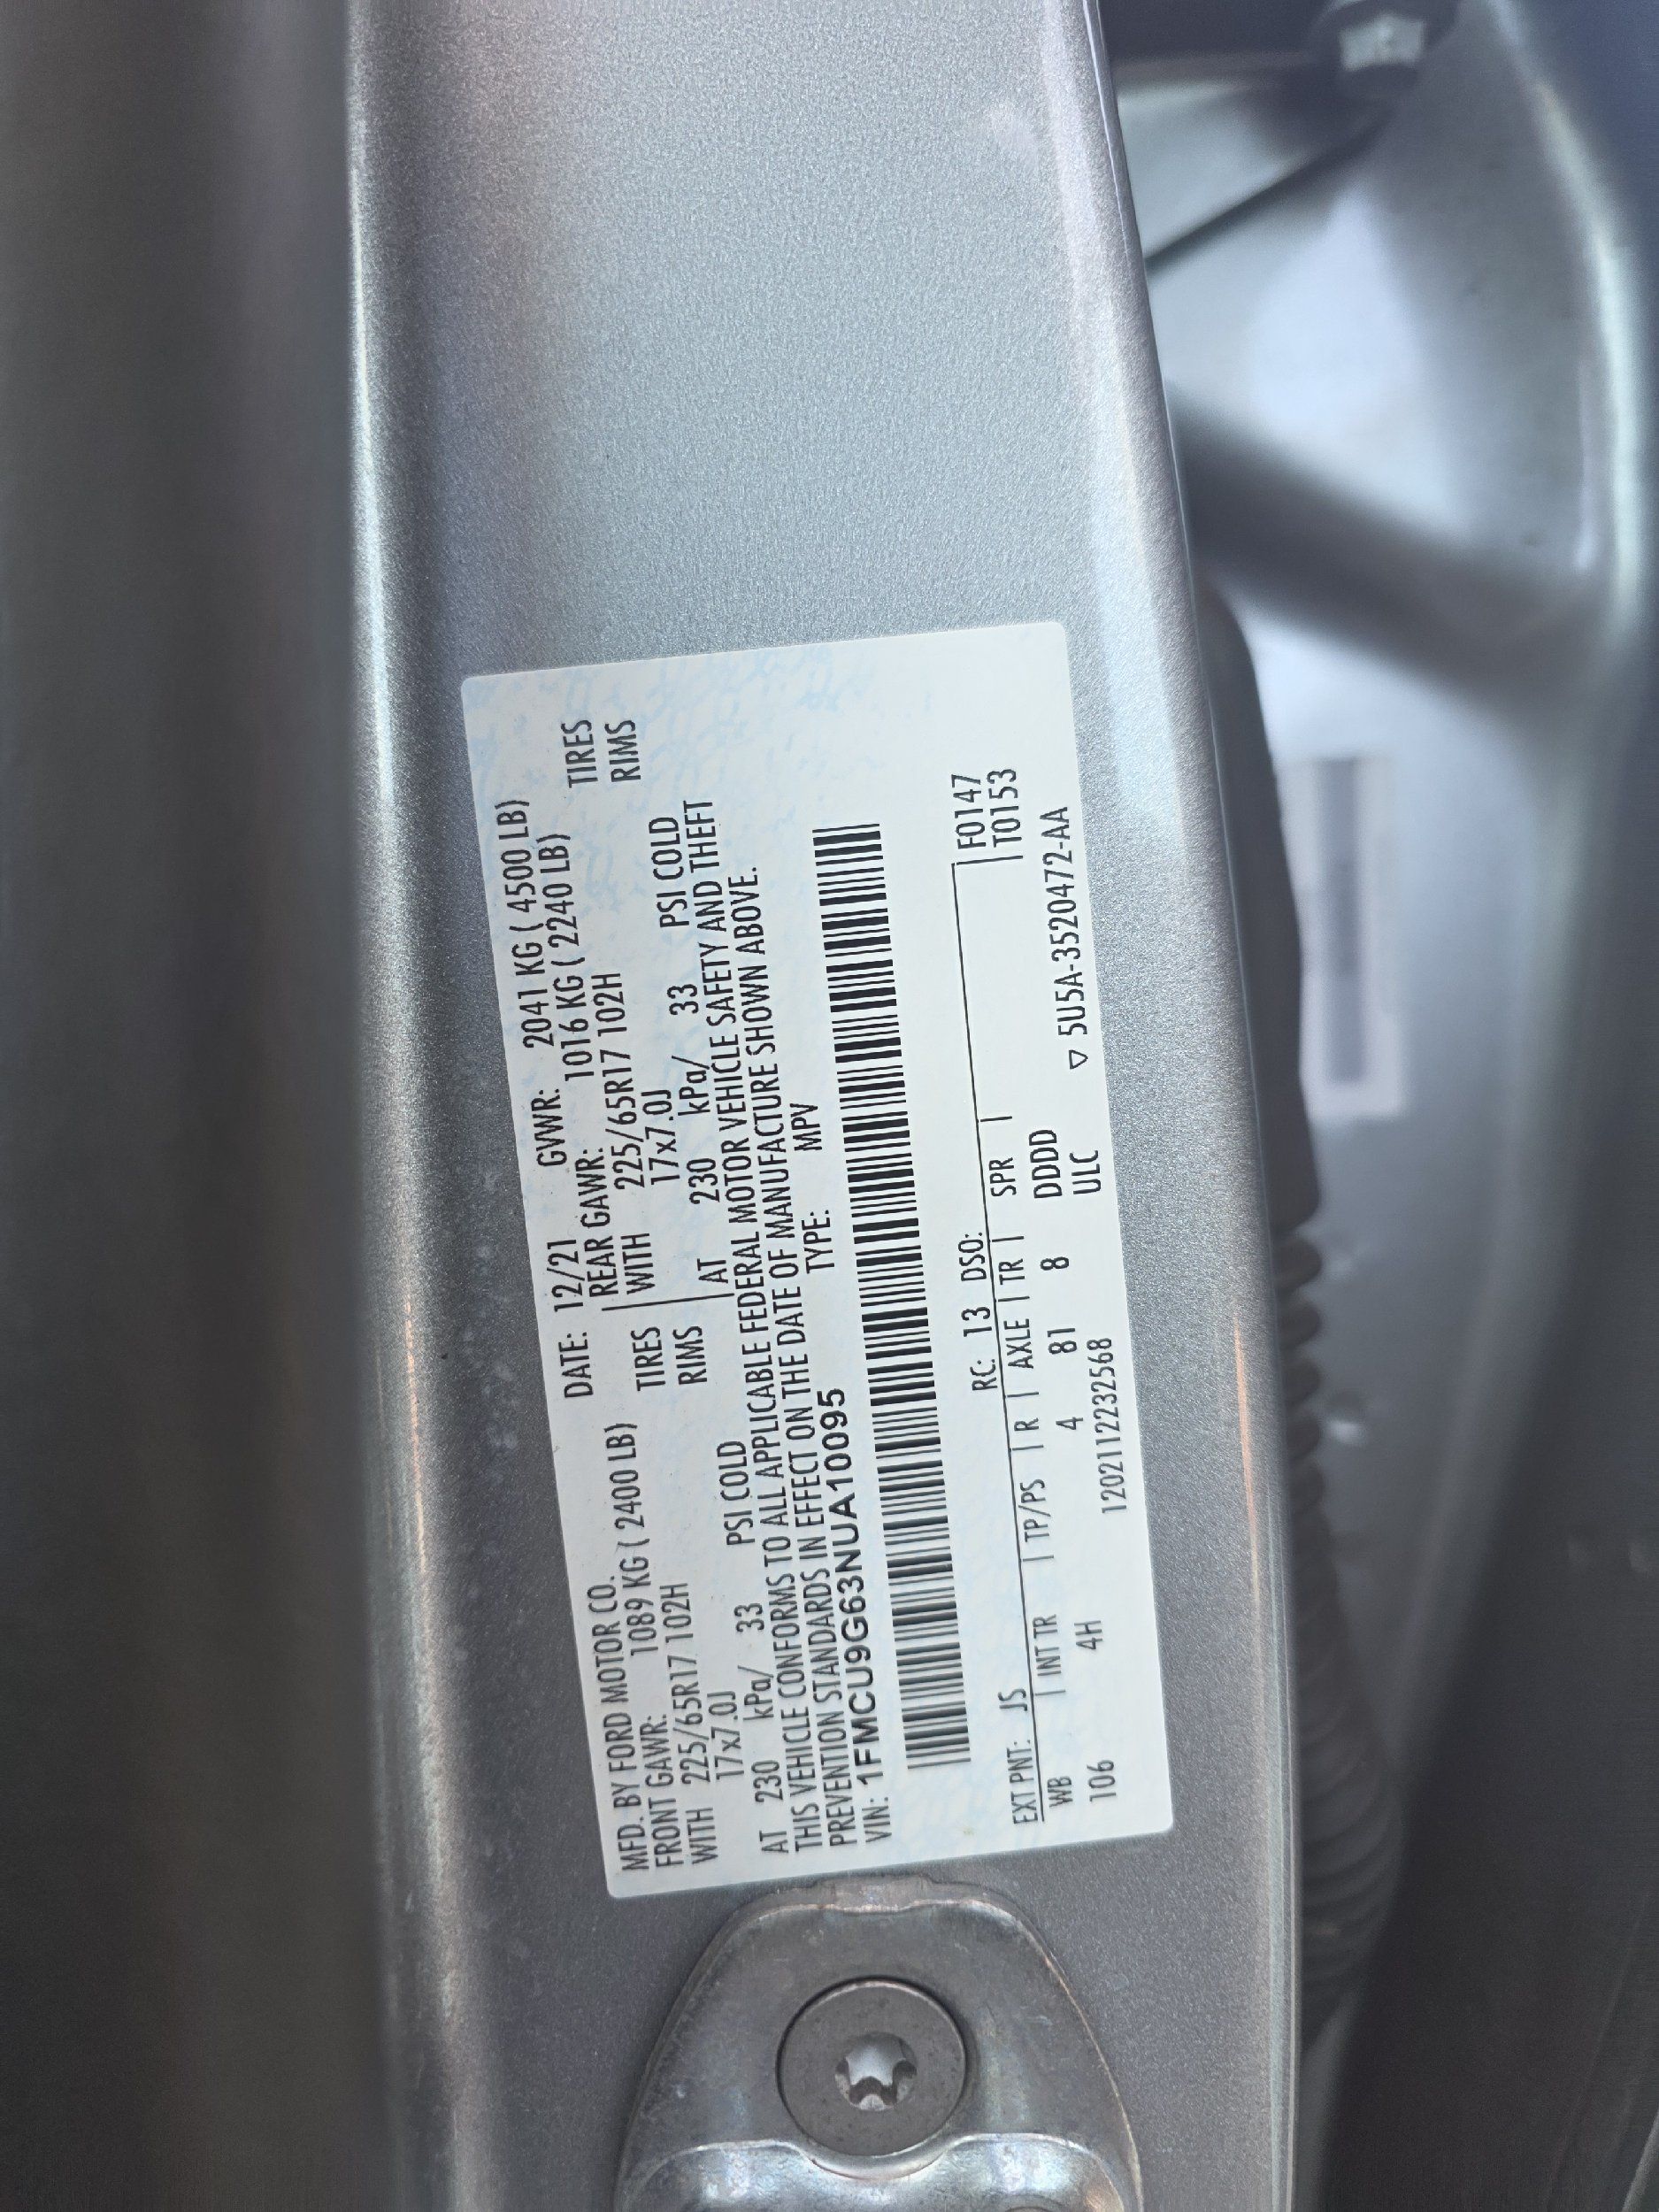 MFD. BY FORD MOTOR CO. DATE: 12/21 GVWR: 2041 KG ( 4500 LB)
FRONT GAWR: 1089 KG ( 2400 LB) REAR GAWR: 1016 KG ( 2240 LB)
WITH 225/65R17 102H TIRES WITH 225/65R17 102H TIRES
17x7.0J RIMS 17x7.0J RIMS
AT 230 kPa/ 33 PSI COLD AT 230 kPa/ 33 PSI COLD
THIS VEHICLE CONFORMS TO ALL APPLICABLE FEDERAL MOTOR VEHICLE SAFETY AND THEFT
PREVENTION STANDARDS IN EFFECT ON THE DATE OF MANUFACTURE SHOWN ABOVE.
VIN: 1FMCU9G63NUA10095 TYPE: MPV
EXT PNT: JS RC: 13 DSO: F0147
WB INT TR TP/PS R AXLE TR SPR T0153
106 4H 4 81 8 DDDD
1202112232568 ULC ▽ 5U5A-3520472-AA